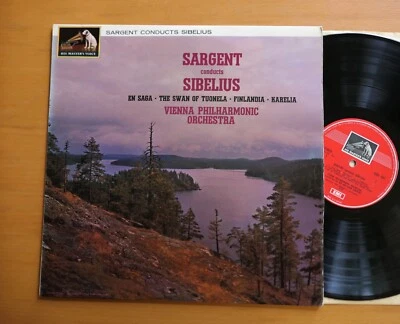 SARGENT CONDUCTS SIBELIUS
HIS MASTER'S VOICE
SARGENT
conducts
SIBELIUS
EN SAGA · THE SWAN OF TUONELA · FINLANDIA · KARELIA
VIENNA PHILHARMONIC
ORCHESTRA
EMI